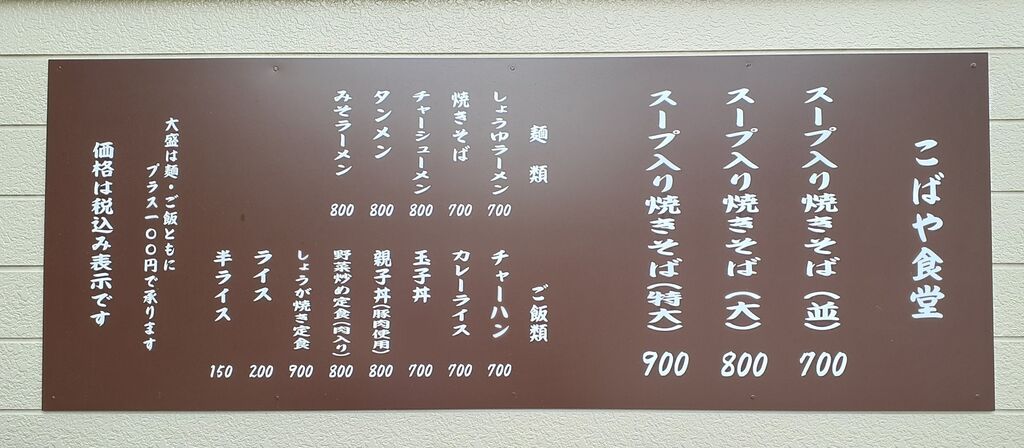 こばや食堂
スープ入り焼きそば(並) 700
スープ入り焼きそば(大) 800
スープ入り焼きそば(特大) 900
麺類
しょうゆラーメン 700
焼きそば 700
チャーシューメン 800
タンメン 800
みそラーメン 800
ご飯類
チャーハン 700
カレーライス 700
玉子丼 700
親子丼(豚肉使用) 800
野菜炒め定食(肉入り) 800
しょうが焼き定食 900
ライス 200
半ライス 150
大盛は麺・ご飯ともに
プラス一〇〇円で承ります
価格は税込み表示です